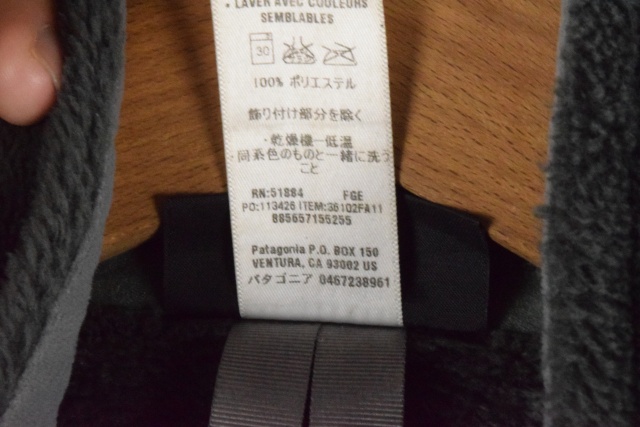 • LAVER AVEC COULEURS
SEMBLABLES
30
100% ポリエステル
飾り付け部分を除く
・乾燥機―低温
・同系色のものと一緒に洗う
こと
RN:51884 FGE
PO:113426 ITEM:36102FA11
885657155255
Patagonia P.O. BOX 150
VENTURA, CA 93002 US
パタゴニア 0467238961